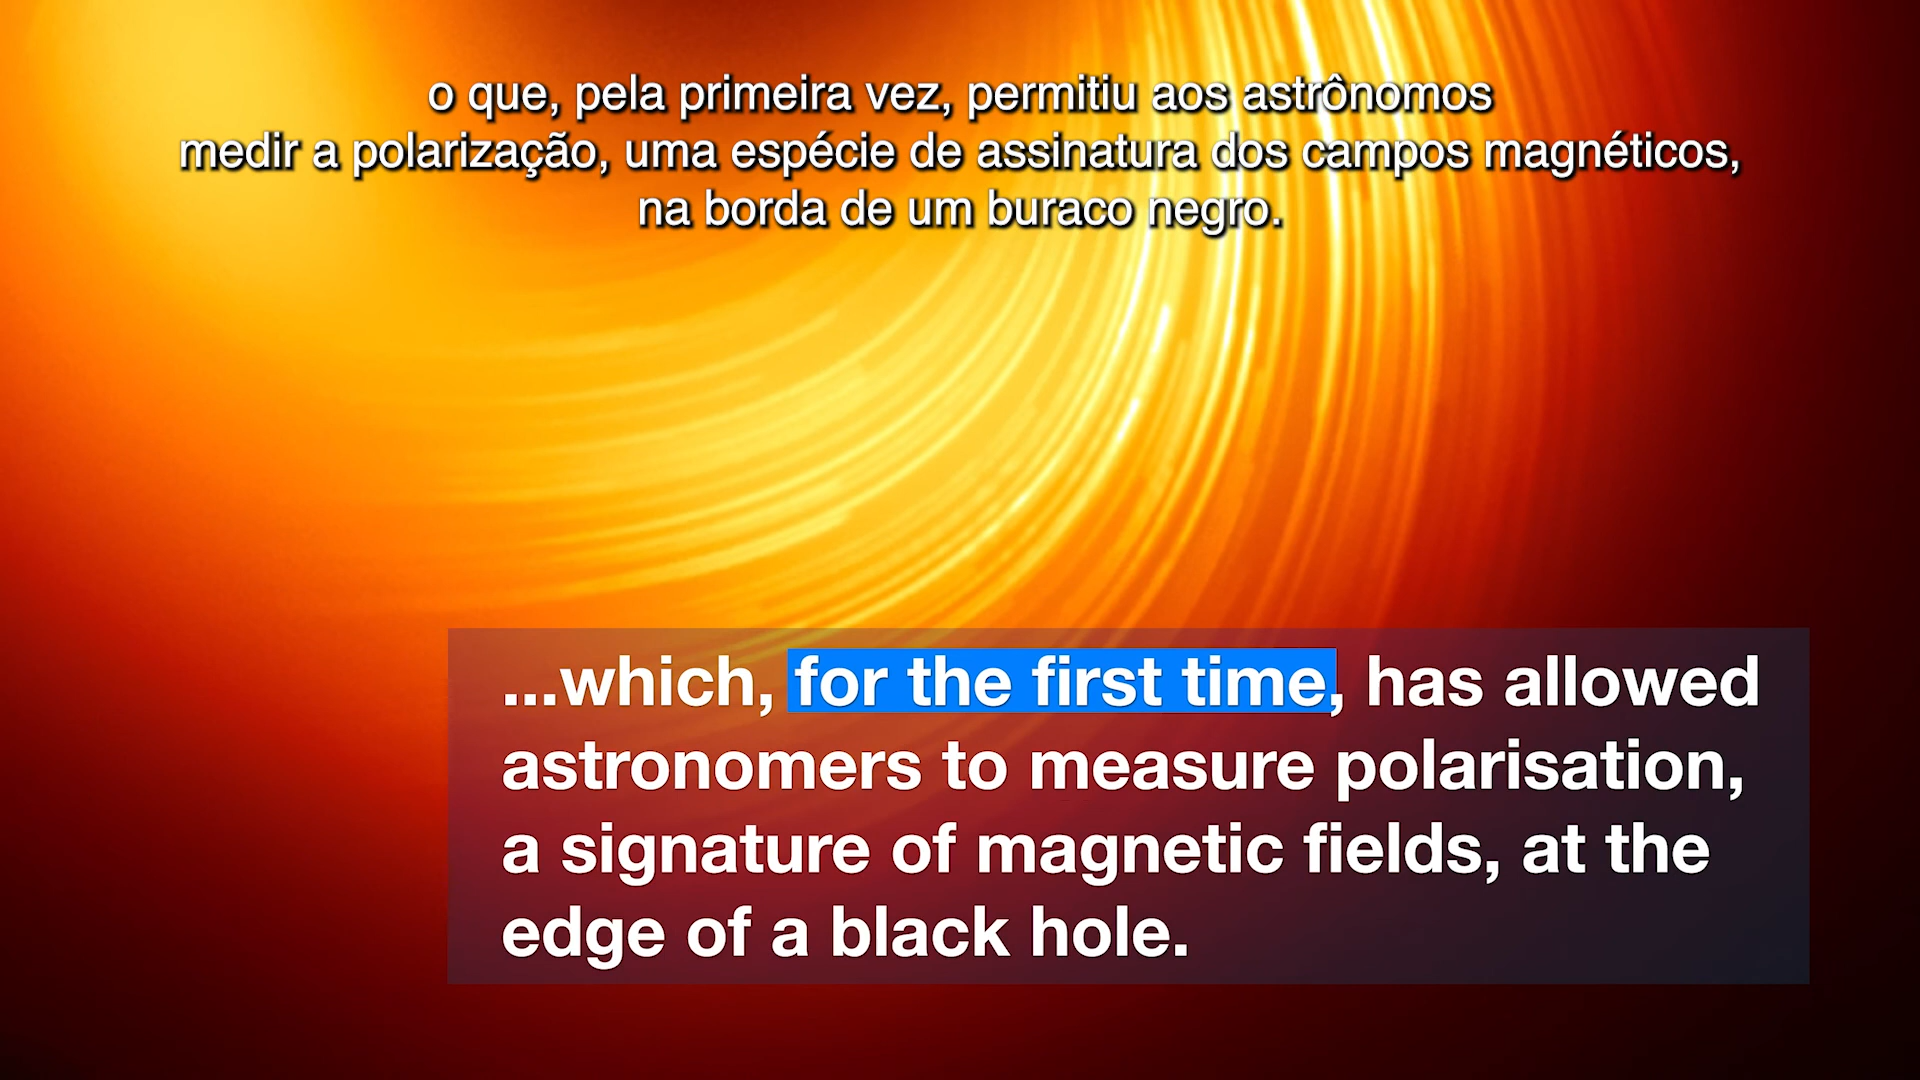 o que, pela primeira vez, permitiu aos astrônomos
medir a polarização, uma espécie de assinatura dos campos magnéticos,
na borda de um buraco negro.
...which, for the first time, has allowed
astronomers to measure polarisation,
a signature of magnetic fields, at the
edge of a black hole.